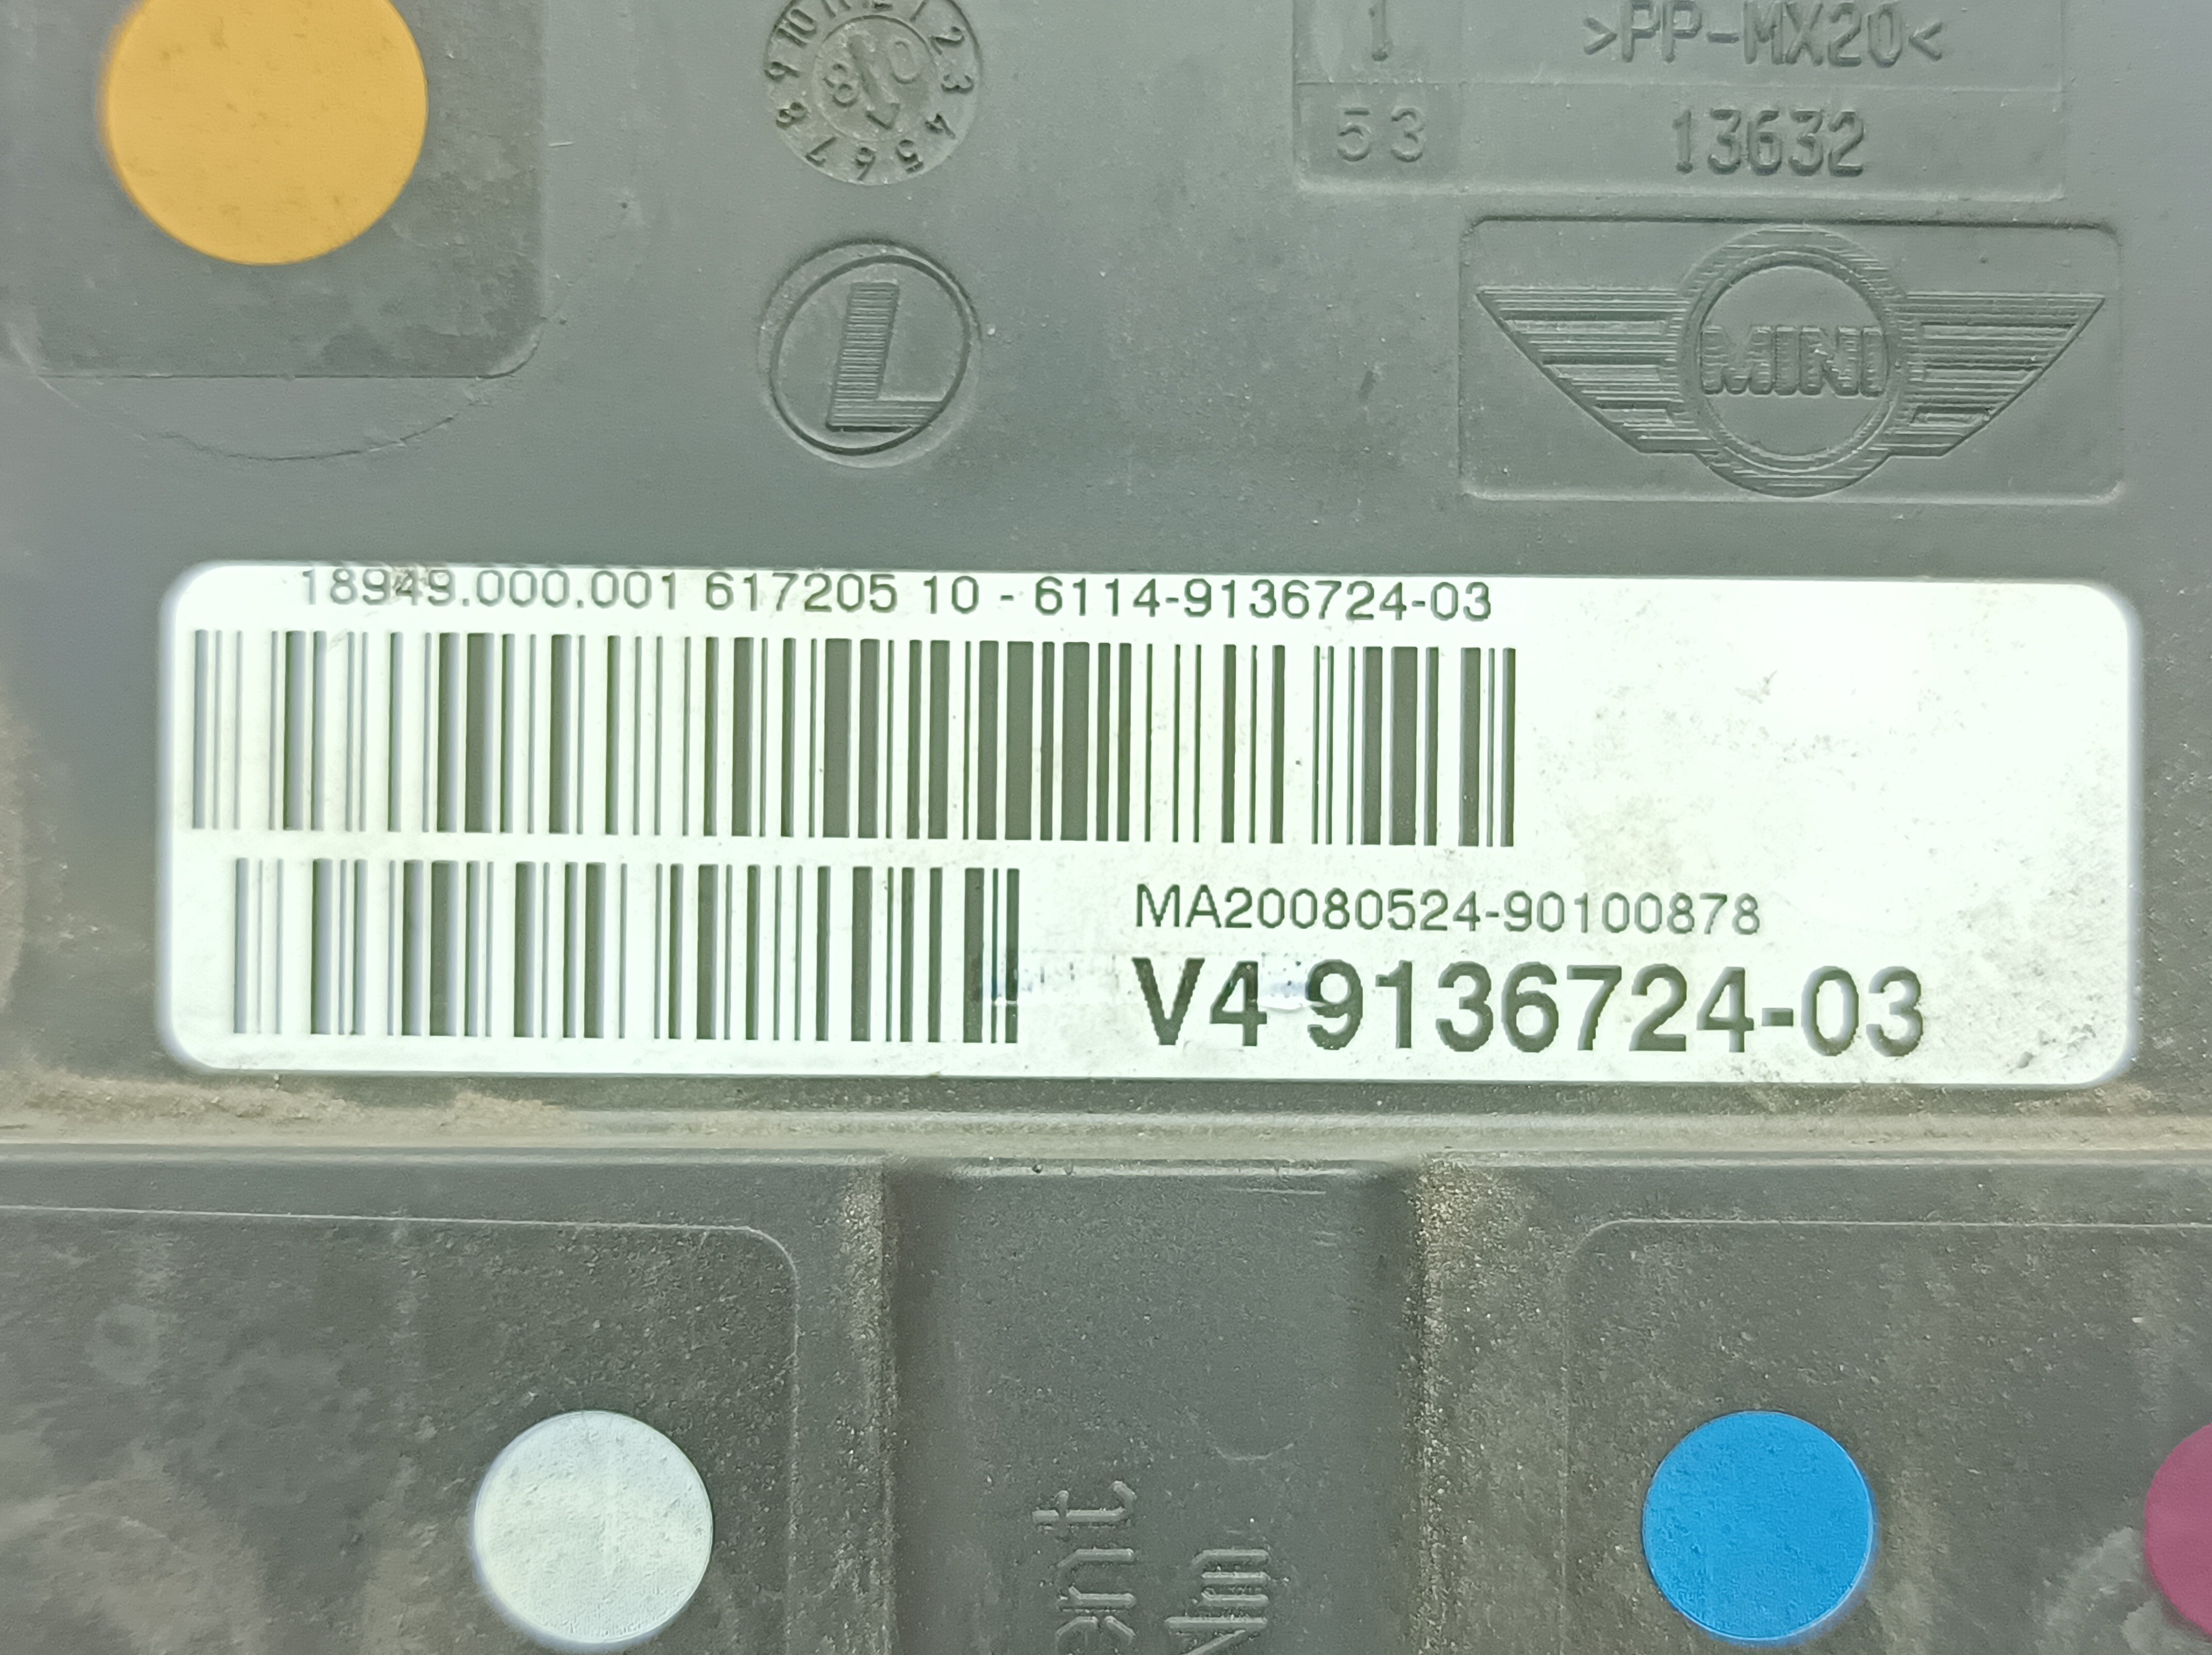 1 >PP-MX20<
53 13632
L
MINI
18949.000.001 617205 10 - 6114-9136724-03
MA20080524-90100878
V4 9136724-03
Nm